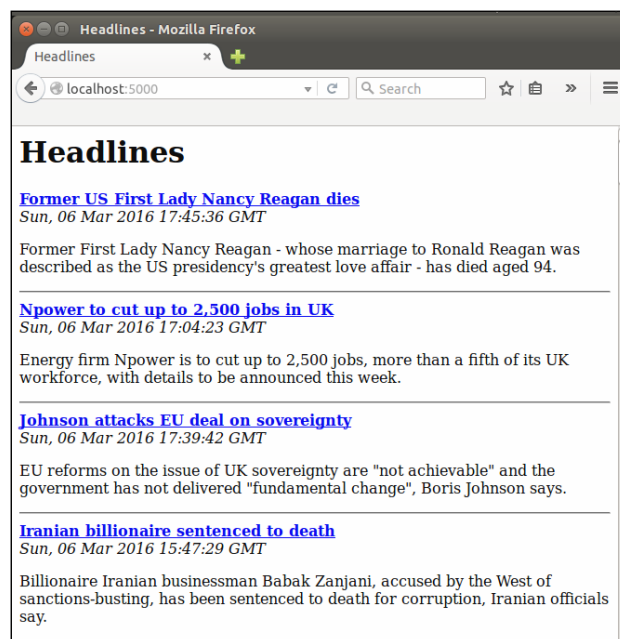 Headlines - Mozilla Firefox
Headlines
localhost:5000
Search
Headlines
Former US First Lady Nancy Reagan dies
Sun, 06 Mar 2016 17:45:36 GMT
Former First Lady Nancy Reagan - whose marriage to Ronald Reagan was
described as the US presidency's greatest love affair - has died aged 94.
Npower to cut up to 2,500 jobs in UK
Sun, 06 Mar 2016 17:04:23 GMT
Energy firm Npower is to cut up to 2,500 jobs, more than a fifth of its UK
workforce, with details to be announced this week.
Johnson attacks EU deal on sovereignty
Sun, 06 Mar 2016 17:39:42 GMT
EU reforms on the issue of UK sovereignty are "not achievable" and the
government has not delivered "fundamental change", Boris Johnson says.
Iranian billionaire sentenced to death
Sun, 06 Mar 2016 15:47:29 GMT
Billionaire Iranian businessman Babak Zanjani, accused by the West of
sanctions-busting, has been sentenced to death for corruption, Iranian officials
say.